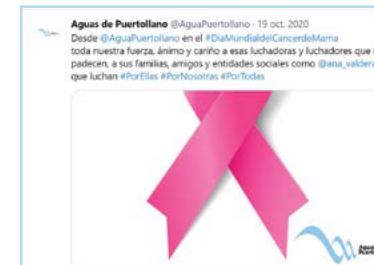 Aguas de Puertollano @AguaPuertollano · 19 oct. 2020
Desde @AguaPuertollano en el #DiaMundialdelCancerdeMama
toda nuestra fuerza, ánimo y cariño a esas luchadoras y luchadores que
padecen, a sus familias, amigos y entidades sociales como
que luchan #PorEllas #PorNosotras #PorTodas